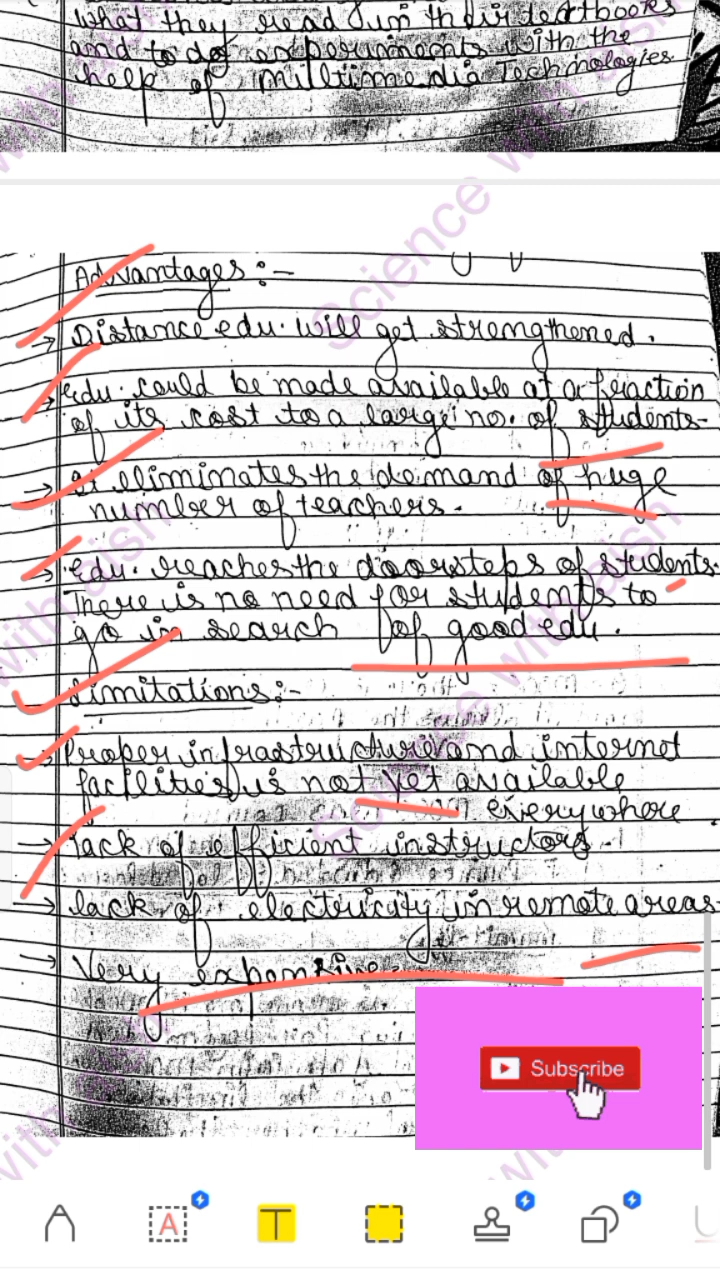 what they read in their textbooks
and to do experiments with the
help of multimedia Technologies.
Advantages :-
→ Distance edu. will get strengthened.
→ Edu. could be made available at a fraction
of its cost to a large no. of students.
→ It eliminates the demand of huge
number of teachers.
→ Edu. reaches the doorsteps of students.
There is no need for students to
go in search of good edu.
Limitations :-
→ Proper infrastructure and internet
facilities is not yet available
everywhere.
→ lack of efficient instructors.
→ lack of electricity in remote areas
→ Very expansive.
Subscribe
A
T
Science with aish